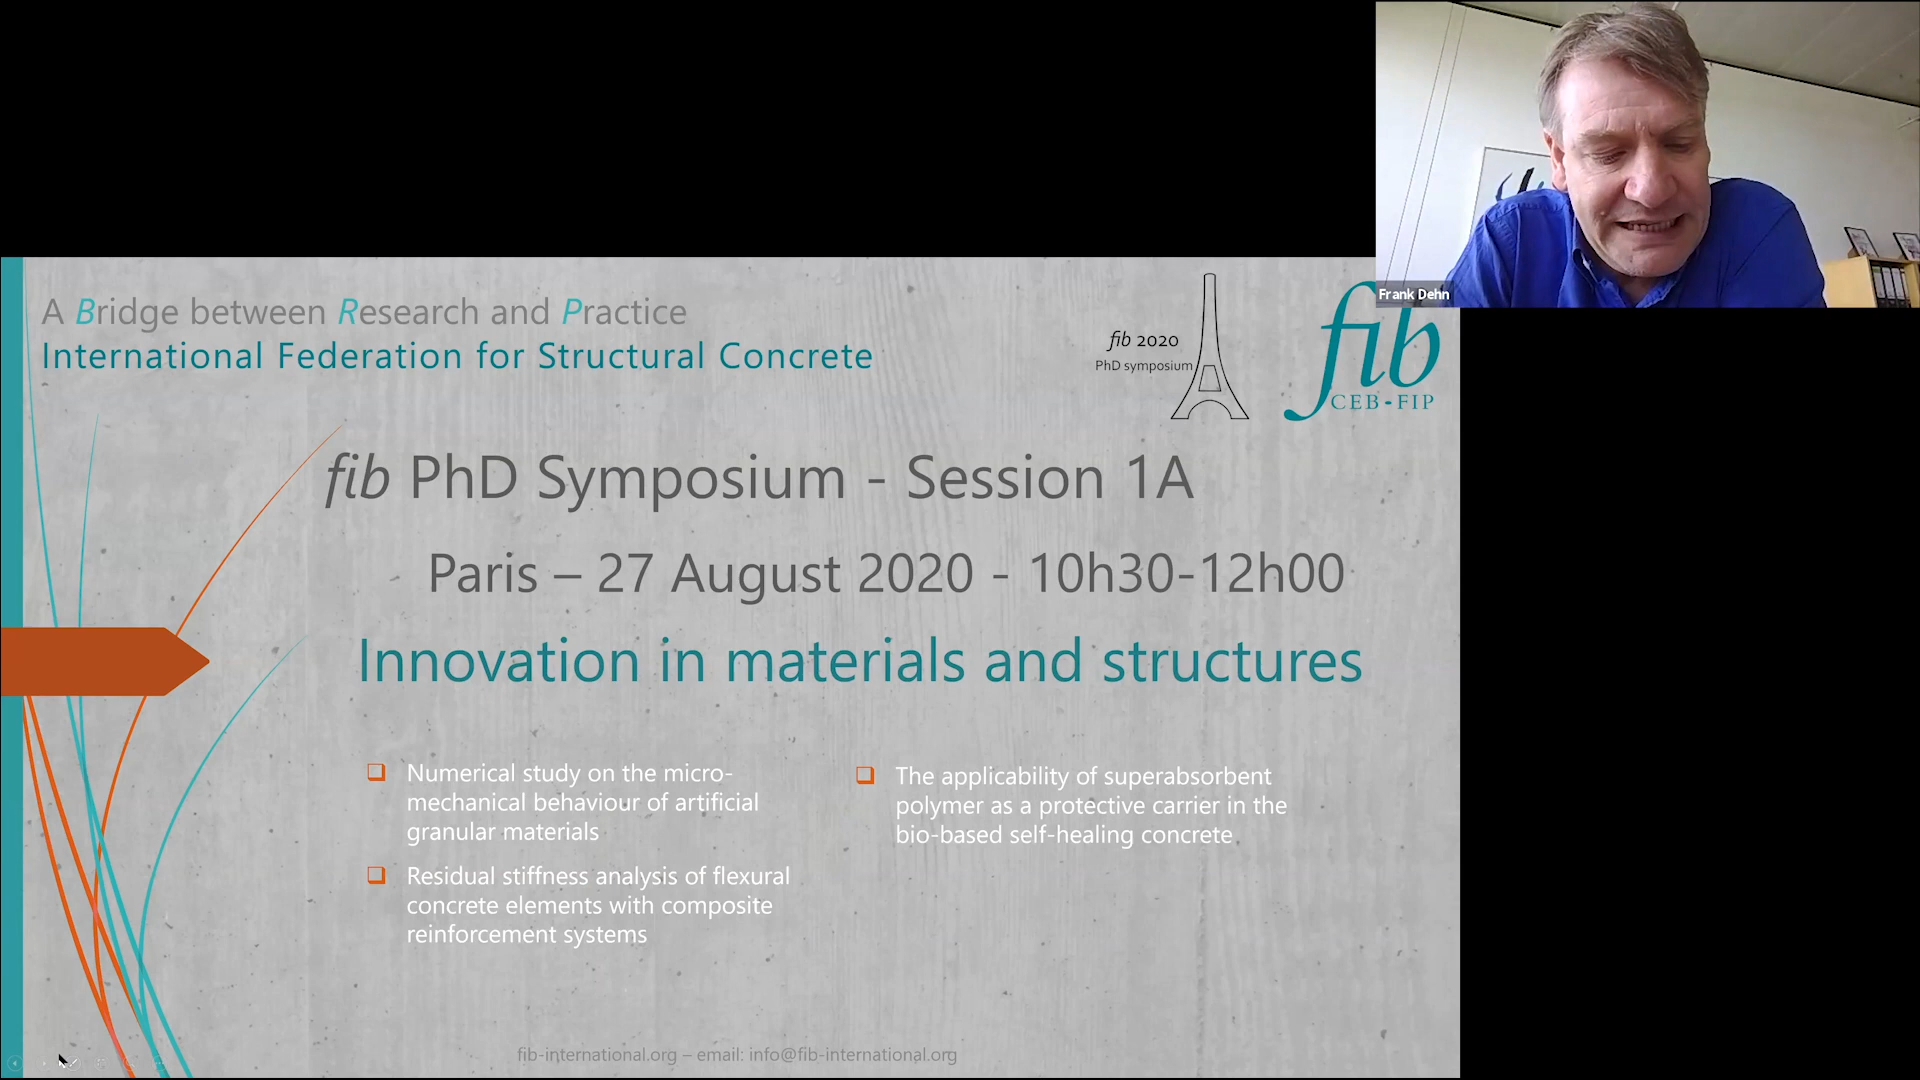 Frank Dehn
A Bridge between Research and Practice
International Federation for Structural Concrete
fib 2020
PhD symposium
fib
CEB-FIP
fib PhD Symposium - Session 1A
Paris – 27 August 2020 - 10h30-12h00
Innovation in materials and structures
Numerical study on the micro-
mechanical behaviour of artificial
granular materials
Residual stiffness analysis of flexural
concrete elements with composite
reinforcement systems
The applicability of superabsorbent
polymer as a protective carrier in the
bio-based self-healing concrete
fib-international.org – email: info@fib-international.org